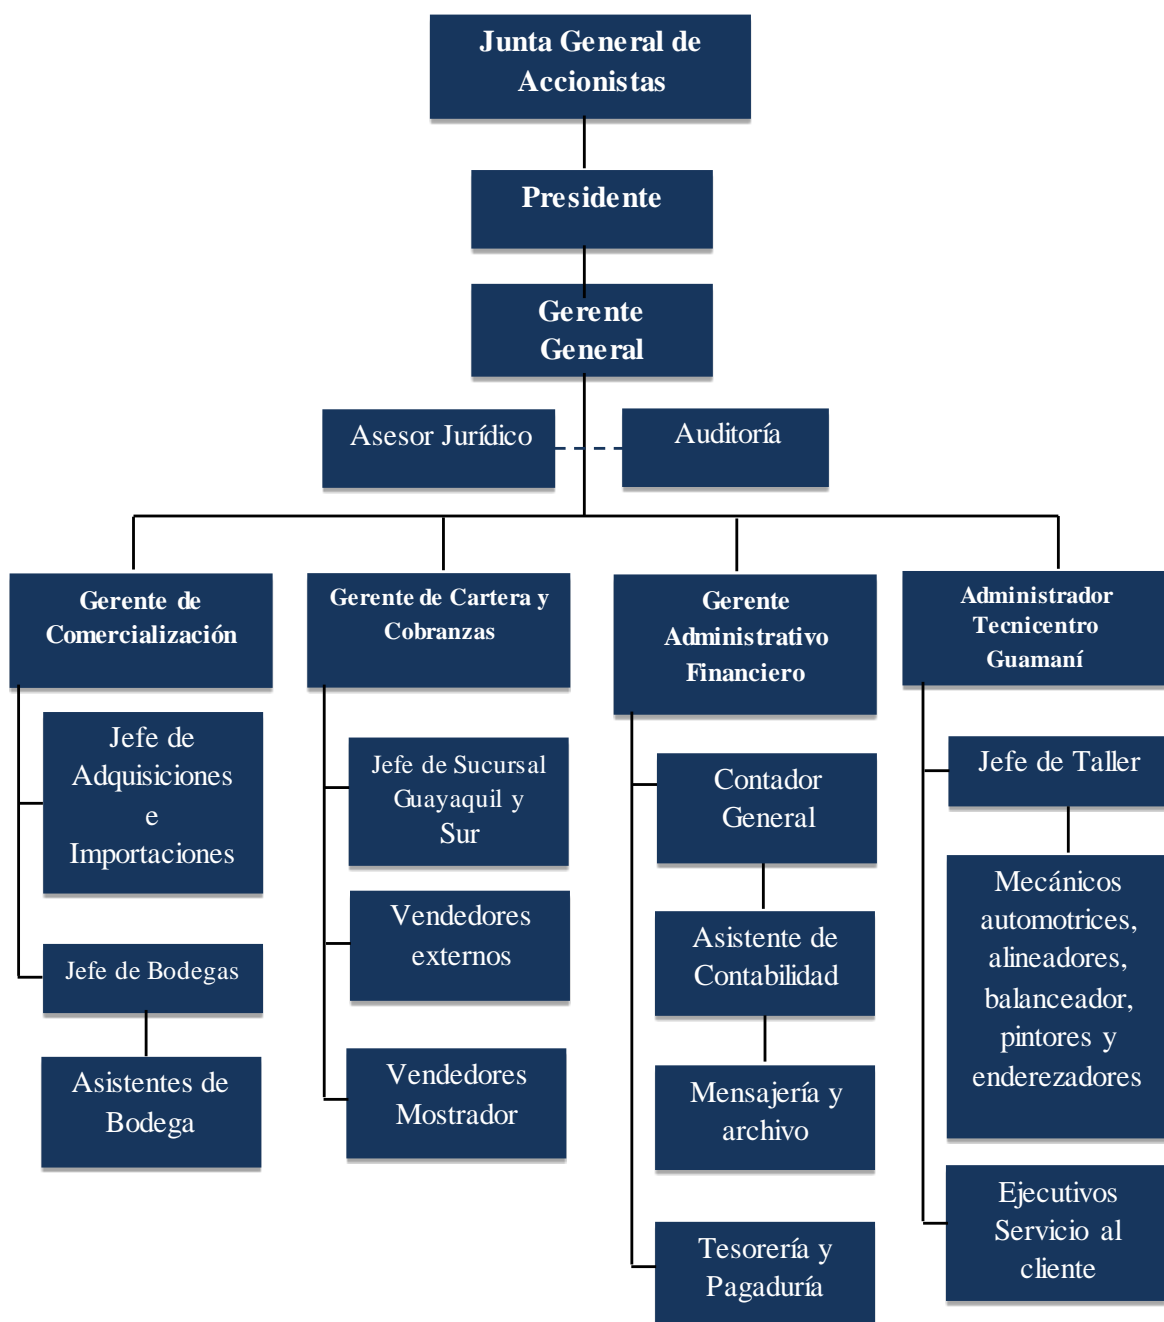 Junta General de
Accionistas
Presidente
Gerente
General
Asesor Jurídico
Auditoría
Gerente de
Comercialización
Jefe de
Adquisiciones
e
Importaciones
Jefe de Bodegas
Asistentes de
Bodega
Gerente de Cartera y
Cobranzas
Jefe de Sucursal
Guayaquil y
Sur
Vendedores
externos
Vendedores
Mostrador
Gerente
Administrativo
Financiero
Contador
General
Asistente de
Contabilidad
Mensajería y
archivo
Tesorería y
Pagaduría
Administrador
Tecnicentro
Guamaní
Jefe de Taller
Mecánicos
automotrices,
alineadores,
balanceador,
pintores y
enderezadores
Ejecutivos
Servicio al
cliente